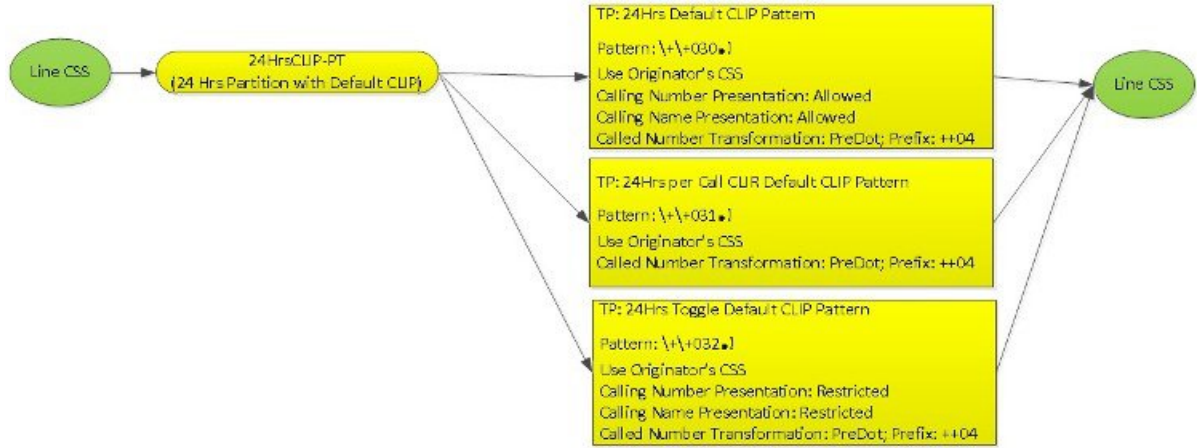 Line CSS
24HrsCLIP-PT
(24 Hrs Partition with Default CLIP)
TP: 24Hrs Default CLIP Pattern
Pattern: \+\+030.!
Use Originator's CSS
Calling Number Presentation: Allowed
Calling Name Presentation: Allowed
Called Number Transformation: PreDot; Prefix: ++04
TP: 24Hrs per Call CLIR Default CLIP Pattern
Pattern: \+\+031.!
Use Originator's CSS
Called Number Transformation: PreDot; Prefix: ++04
TP: 24Hrs Toggle Default CLIP Pattern
Pattern: \+\+032.!
Use Originator's CSS
Calling Number Presentation: Restricted
Calling Name Presentation: Restricted
Called Number Transformation: PreDot; Prefix: ++04
Line CSS